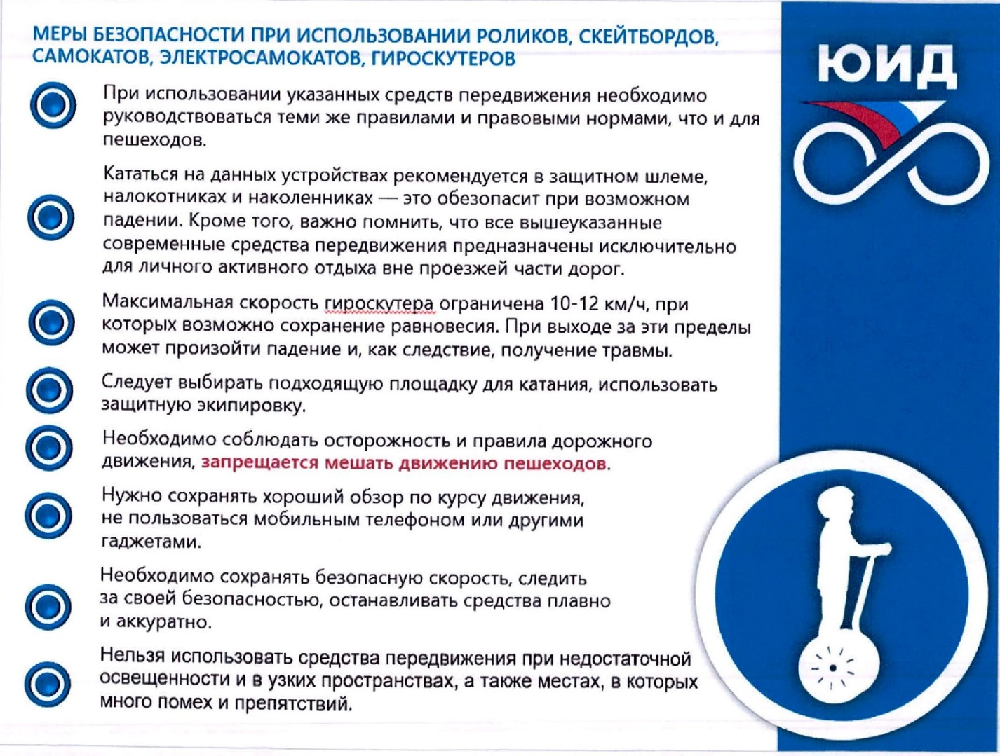 МЕРЫ БЕЗОПАСНОСТИ ПРИ ИСПОЛЬЗОВАНИИ РОЛИКОВ, СКЕЙТБОРДОВ,
САМОКАТОВ, ЭЛЕКТРОСАМОКАТОВ, ГИРОСКУТЕРОВ
ЮИД
При использовании указанных средств передвижения необходимо
руководствоваться теми же правилами и правовыми нормами, что и для
пешеходов.
Кататься на данных устройствах рекомендуется в защитном шлеме,
налокотниках и наколенниках — это обезопасит при возможном
падении. Кроме того, важно помнить, что все вышеуказанные
современные средства передвижения предназначены исключительно
для личного активного отдыха вне проезжей части дорог.
Максимальная скорость гироскутера ограничена 10-12 км/ч, при
которых возможно сохранение равновесия. При выходе за эти пределы
может произойти падение и, как следствие, получение травмы.
Следует выбирать подходящую площадку для катания, использовать
защитную экипировку.
Необходимо соблюдать осторожность и правила дорожного
движения, запрещается мешать движению пешеходов.
Нужно сохранять хороший обзор по курсу движения,
не пользоваться мобильным телефоном или другими
гаджетами.
Необходимо сохранять безопасную скорость, следить
за своей безопасностью, останавливать средства плавно
и аккуратно.
Нельзя использовать средства передвижения при недостаточной
освещенности и в узких пространствах, а также местах, в которых
много помех и препятствий.